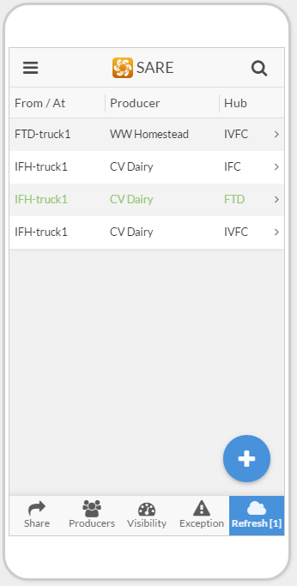 SARE
From / At Producer Hub
FTD-truck1 WW Homestead IVFC
IFH-truck1 CV Dairy IFC
IFH-truck1 CV Dairy FTD
IFH-truck1 CV Dairy IVFC
Share Producers Visibility Exception Refresh [1]